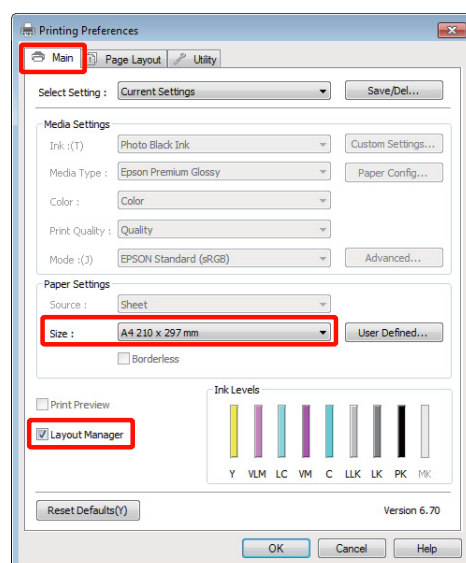 Printing Preferences
Main Page Layout Utility
Select Setting : Current Settings Save/Del...
Media Settings
Ink :(T) Photo Black Ink Custom Settings...
Media Type : Epson Premium Glossy Paper Config...
Color : Color
Print Quality : Quality
Mode :(J) EPSON Standard (sRGB) Advanced...
Paper Settings
Source : Sheet
Size : A4 210 x 297 mm User Defined...
Borderless
Ink Levels
Print Preview
Layout Manager
Y VLM LC VM C LLK LK PK MK
Reset Defaults(Y) Version 6.70
OK Cancel Help